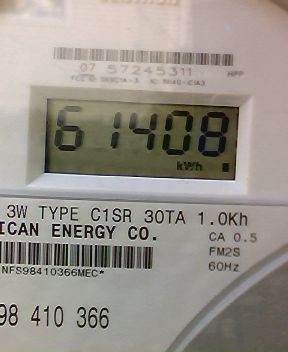 07 57245311 HPP
61408
kWh
3W TYPE C1SR 30TA 1.0Kh
ICAN ENERGY CO. CA 0.5
FM2S
NFS98410366MEC* 60Hz
98 410 366